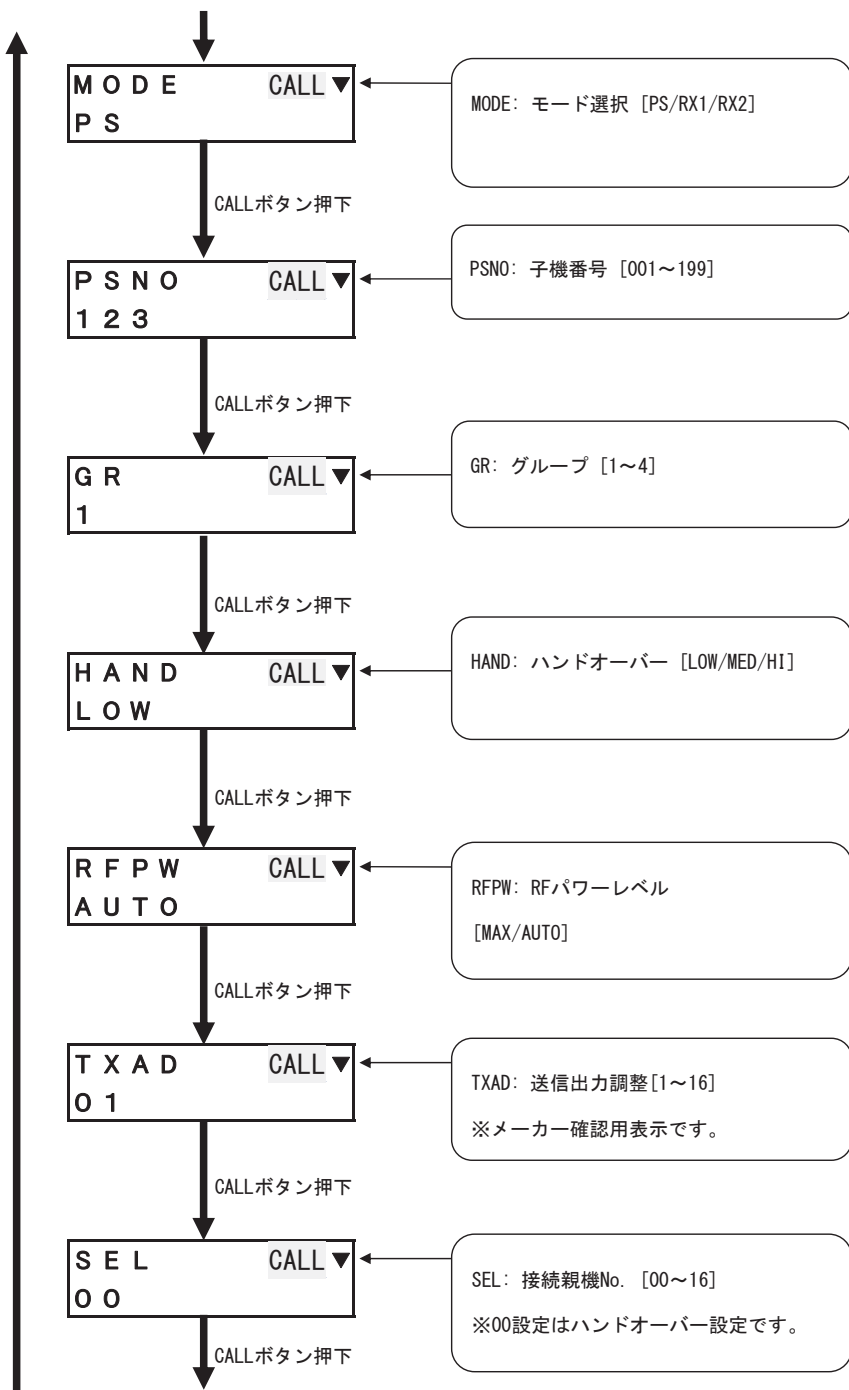 ＭＯＤＥ CALL▼
ＰＳ
MODE: モード選択 [PS/RX1/RX2]
CALLボタン押下
ＰＳＮＯ CALL▼
１２３
PSNO: 子機番号 [001～199]
CALLボタン押下
ＧＲ CALL▼
１
GR: グループ [1～4]
CALLボタン押下
ＨＡＮＤ CALL▼
ＬＯＷ
HAND: ハンドオーバー [LOW/MED/HI]
CALLボタン押下
ＲＦＰＷ CALL▼
ＡＵＴＯ
RFPW: RFパワーレベル
[MAX/AUTO]
CALLボタン押下
ＴＸＡＤ CALL▼
０１
TXAD: 送信出力調整[1～16]
※メーカー確認用表示です。
CALLボタン押下
ＳＥＬ CALL▼
００
SEL: 接続親機No. [00～16]
※00設定はハンドオーバー設定です。
CALLボタン押下